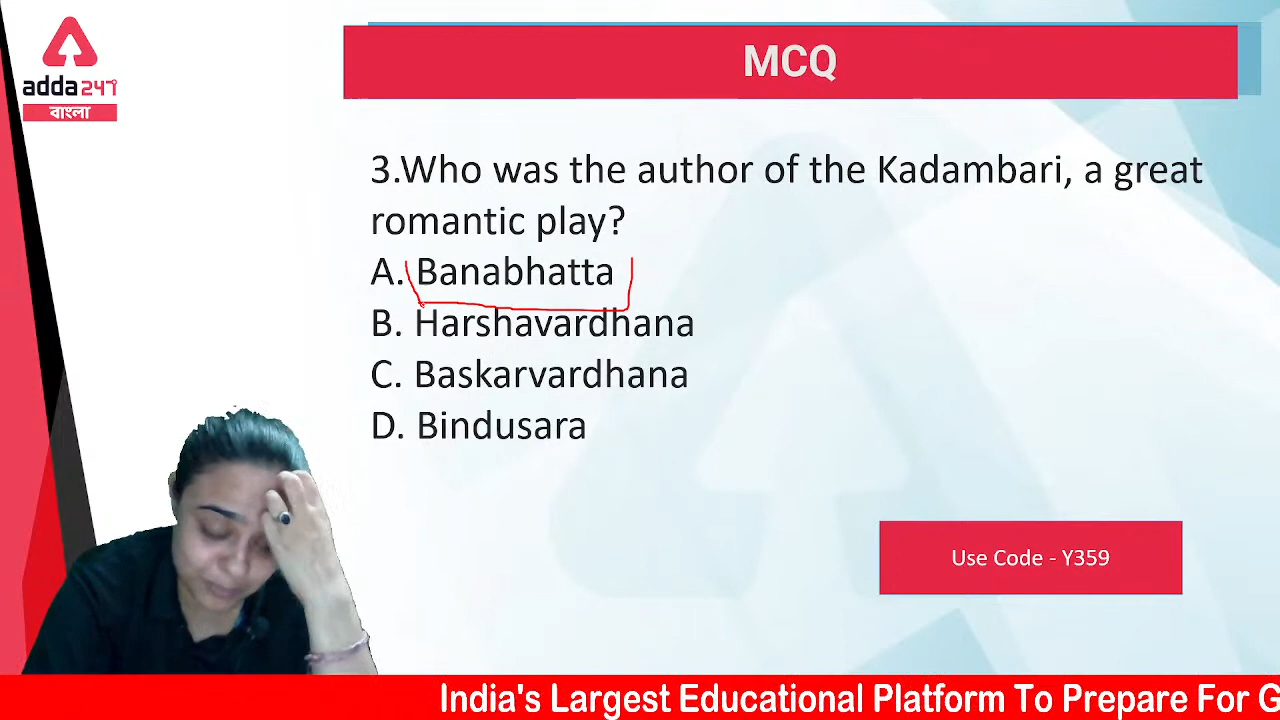 adda247
বাংলা
MCQ
3.Who was the author of the Kadambari, a great
romantic play?
A. Banabhatta
B. Harshavardhana
C. Baskarvardhana
D. Bindusara
Use Code - Y359
India's Largest Educational Platform To Prepare For G